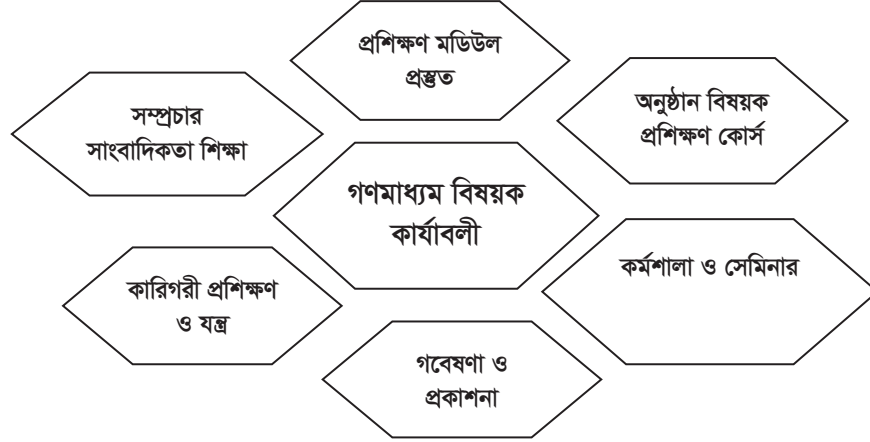 প্রশিক্ষণ মডিউল
প্রস্তুত
সম্প্রচার
সাংবাদিকতা শিক্ষা
অনুষ্ঠান বিষয়ক
প্রশিক্ষণ কোর্স
গণমাধ্যম বিষয়ক
কার্যাবলী
কর্মশালা ও সেমিনার
কারিগরী প্রশিক্ষণ
ও যন্ত্র
গবেষণা ও
প্রকাশনা